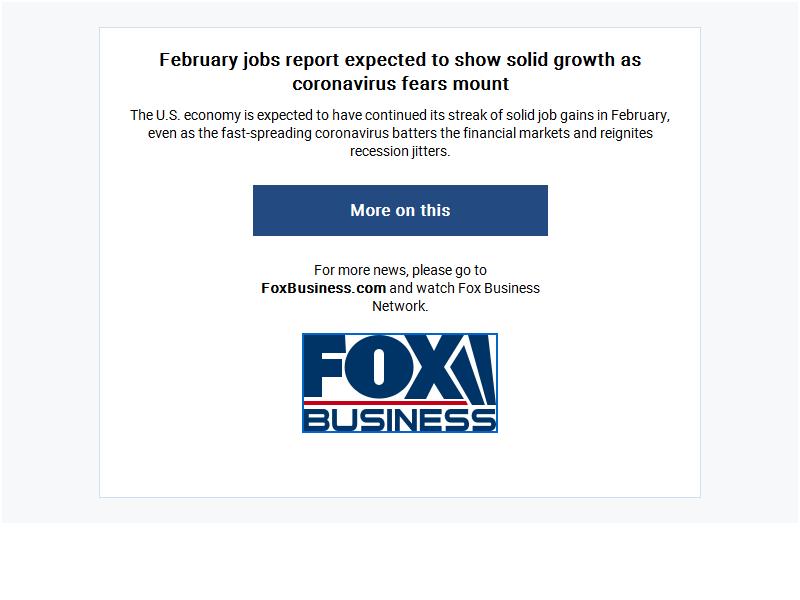 February jobs report expected to show solid growth as
coronavirus fears mount
The U.S. economy is expected to have continued its streak of solid job gains in February,
even as the fast-spreading coronavirus batters the financial markets and reignites
recession jitters.
More on this
For more news, please go to
FoxBusiness.com and watch Fox Business
Network.
FOX
BUSINESS